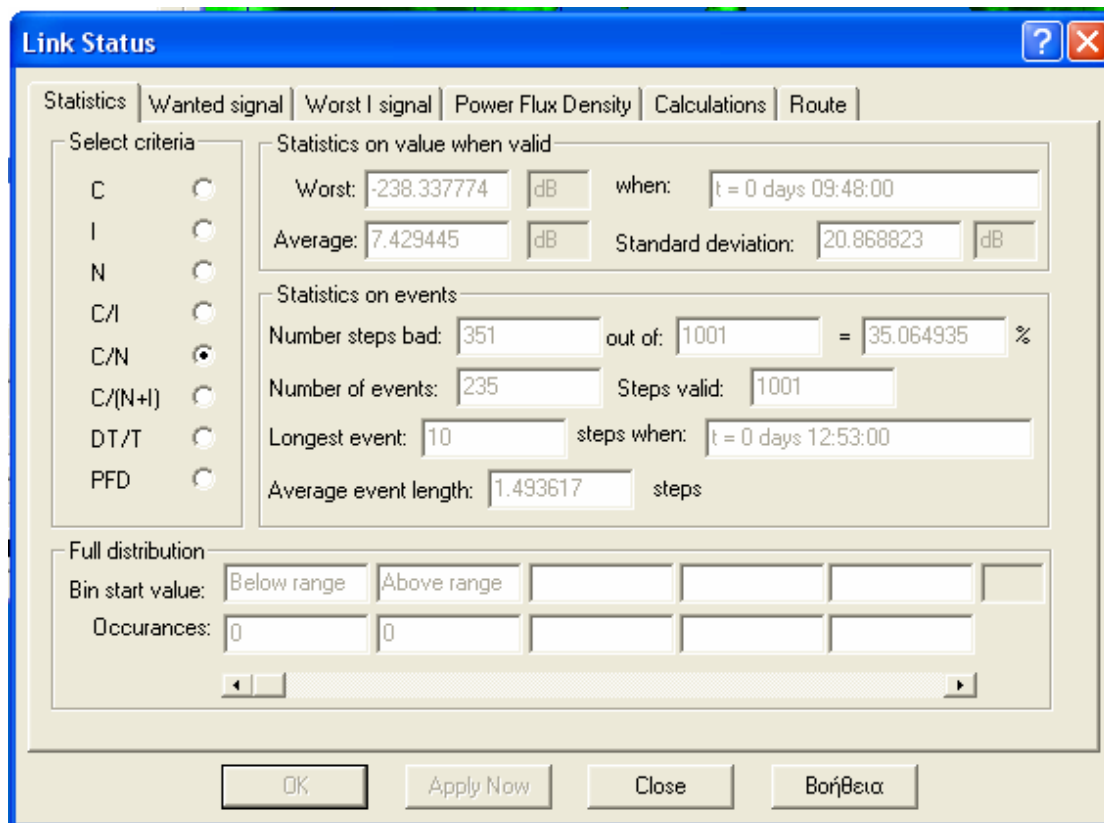 Link Status
Statistics Wanted signal Worst I signal Power Flux Density Calculations Route
Select criteria
C
I
N
C/I
C/N
C/(N+I)
DT/T
PFD
Statistics on value when valid
Worst: -238.337774 dB when: t = 0 days 09:48:00
Average: 7.429445 dB Standard deviation: 20.868823 dB
Statistics on events
Number steps bad: 351 out of: 1001 = 35.064935 %
Number of events: 235 Steps valid: 1001
Longest event: 10 steps when: t = 0 days 12:53:00
Average event length: 1.493617 steps
Full distribution
Bin start value: Below range Above range
Occurances: 0 0
OK Apply Now Close Βοήθεια